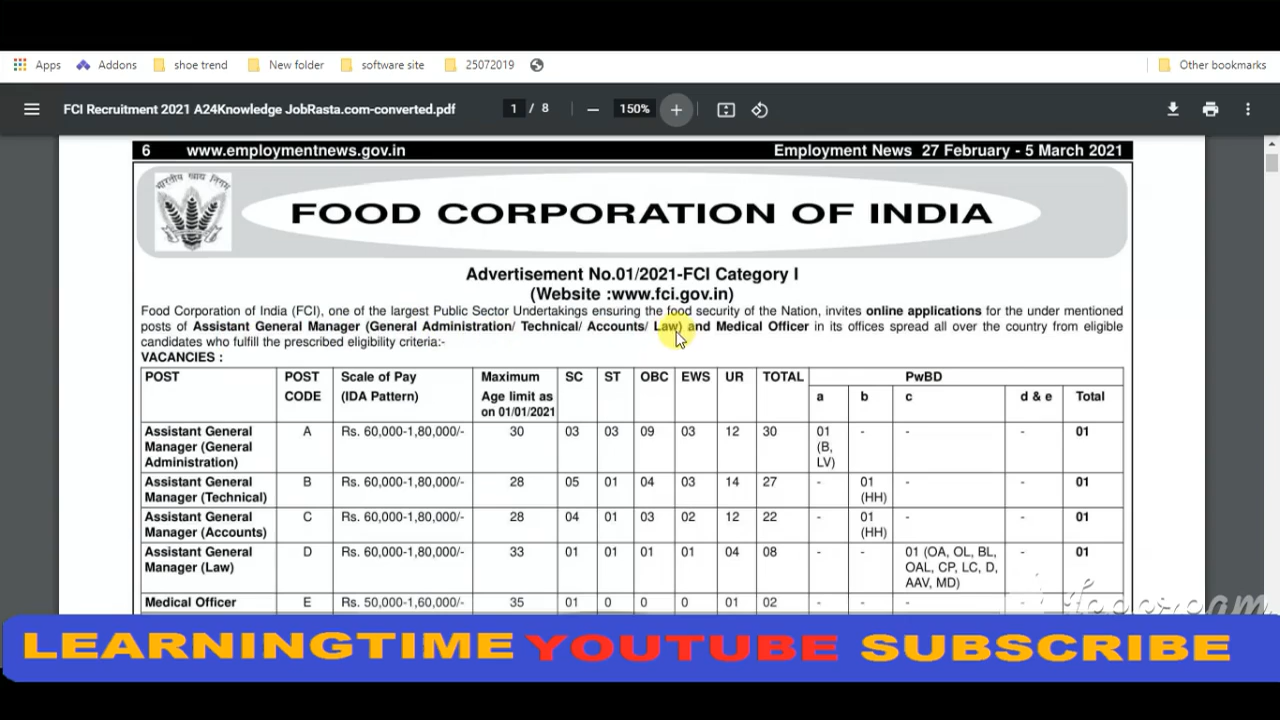 Apps Addons shoe trend New folder software site 25072019 Other bookmarks
FCI Recruitment 2021 A24Knowledge JobRasta.com-converted.pdf 1 / 8 150%
6 www.employmentnews.gov.in Employment News 27 February - 5 March 2021
भारतीय खाद्य निगम
FOOD CORPORATION OF INDIA
Advertisement No.01/2021-FCI Category I
(Website :www.fci.gov.in)
Food Corporation of India (FCI), one of the largest Public Sector Undertakings ensuring the food security of the Nation, invites online applications for the under mentioned
posts of Assistant General Manager (General Administration/ Technical/ Accounts/ Law) and Medical Officer in its offices spread all over the country from eligible
candidates who fulfill the prescribed eligibility criteria:-
VACANCIES :
POST POST CODE Scale of Pay (IDA Pattern) Maximum Age limit as on 01/01/2021 SC ST OBC EWS UR TOTAL PwBD
a b c d & e Total
Assistant General Manager (General Administration) A Rs. 60,000-1,80,000/- 30 03 03 09 03 12 30 01 (B, LV) - - - 01
Assistant General Manager (Technical) B Rs. 60,000-1,80,000/- 28 05 01 04 03 14 27 - 01 (HH) - - 01
Assistant General Manager (Accounts) C Rs. 60,000-1,80,000/- 28 04 01 03 02 12 22 - 01 (HH) - - 01
Assistant General Manager (Law) D Rs. 60,000-1,80,000/- 33 01 01 01 01 04 08 - - 01 (OA, OL, BL, OAL, CP, LC, D, AAV, MD) - 01
Medical Officer E Rs. 50,000-1,60,000/- 35 01 0 0 0 01 02 - - - - -
LEARNINGTIME YOUTUBE SUBSCRIBE